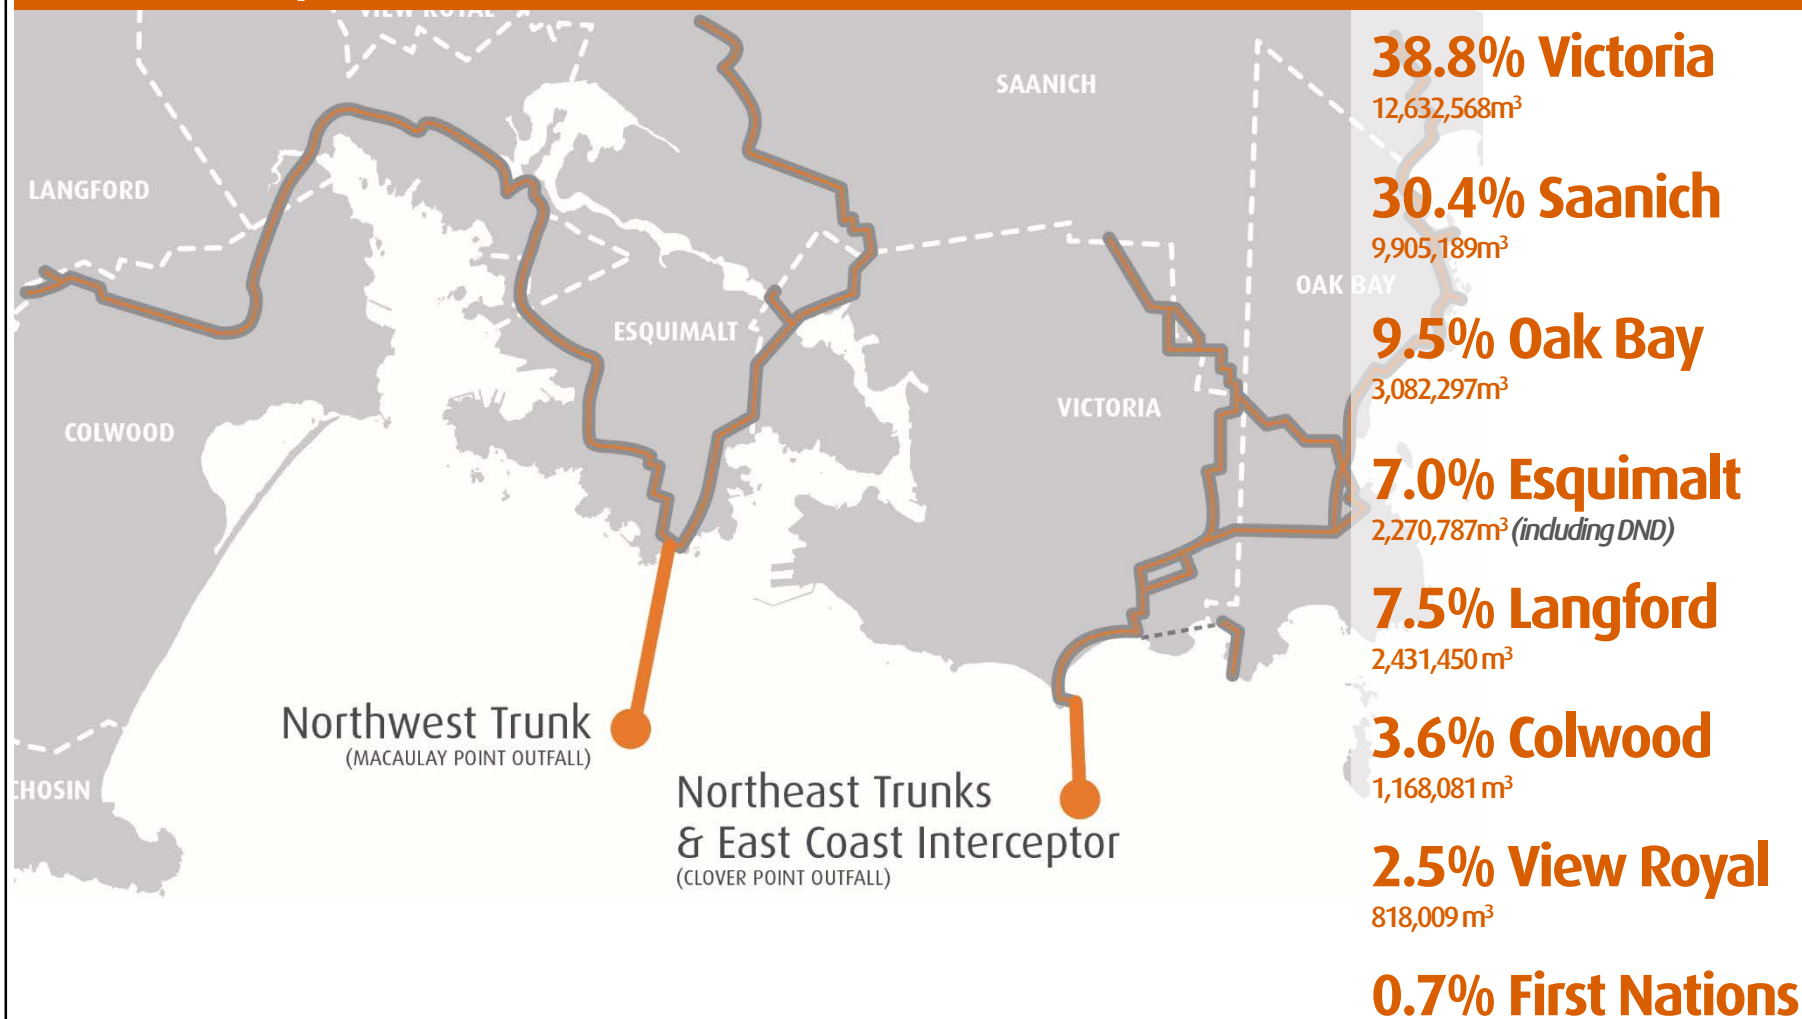 VIEW ROYAL
SAANICH
LANGFORD
OAK BAY
ESQUIMALT
VICTORIA
COLWOOD
CHOSIN
Northwest Trunk
(MACAULAY POINT OUTFALL)
Northeast Trunks
& East Coast Interceptor
(CLOVER POINT OUTFALL)
38.8% Victoria
12,632,568m³
30.4% Saanich
9,905,189m³
9.5% Oak Bay
3,082,297m³
7.0% Esquimalt
2,270,787m³ (including DND)
7.5% Langford
2,431,450 m³
3.6% Colwood
1,168,081 m³
2.5% View Royal
818,009 m³
0.7% First Nations